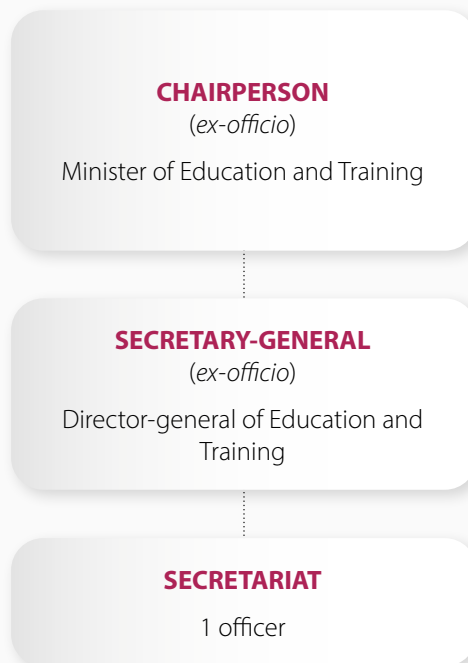 CHAIRPERSON
(ex-officio)
Minister of Education and Training
SECRETARY-GENERAL
(ex-officio)
Director-general of Education and
Training
SECRETARIAT
1 officer